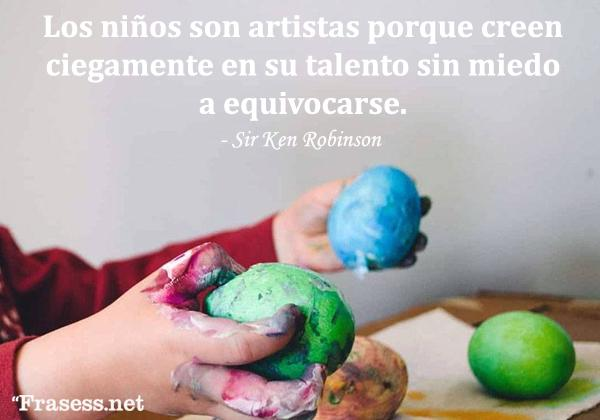 Los niños son artistas porque creen
ciegamente en su talento sin miedo
a equivocarse.
- Sir Ken Robinson
“Frasess.net